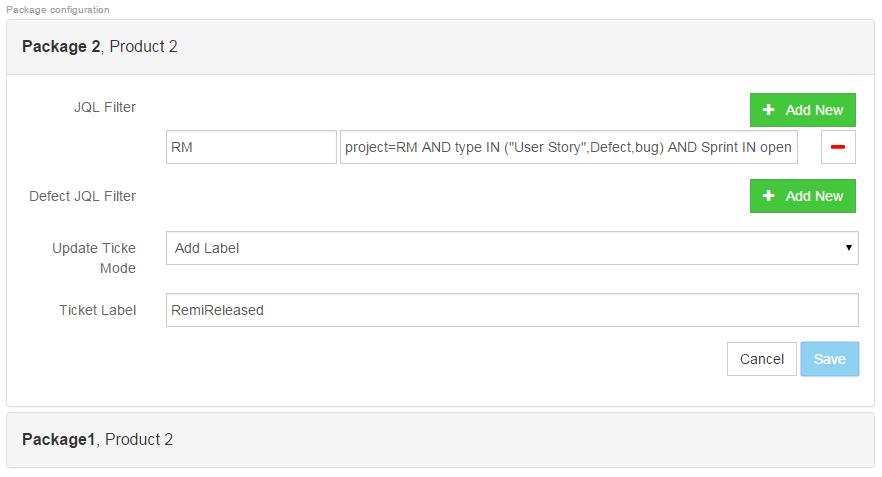 Package configuration
Package 2, Product 2
JQL Filter
+ Add New
RM
project=RM AND type IN ("User Story",Defect,bug) AND Sprint IN open
Defect JQL Filter
+ Add New
Update Ticke
Mode
Add Label
Ticket Label
RemiReleased
Cancel
Save
Package1, Product 2